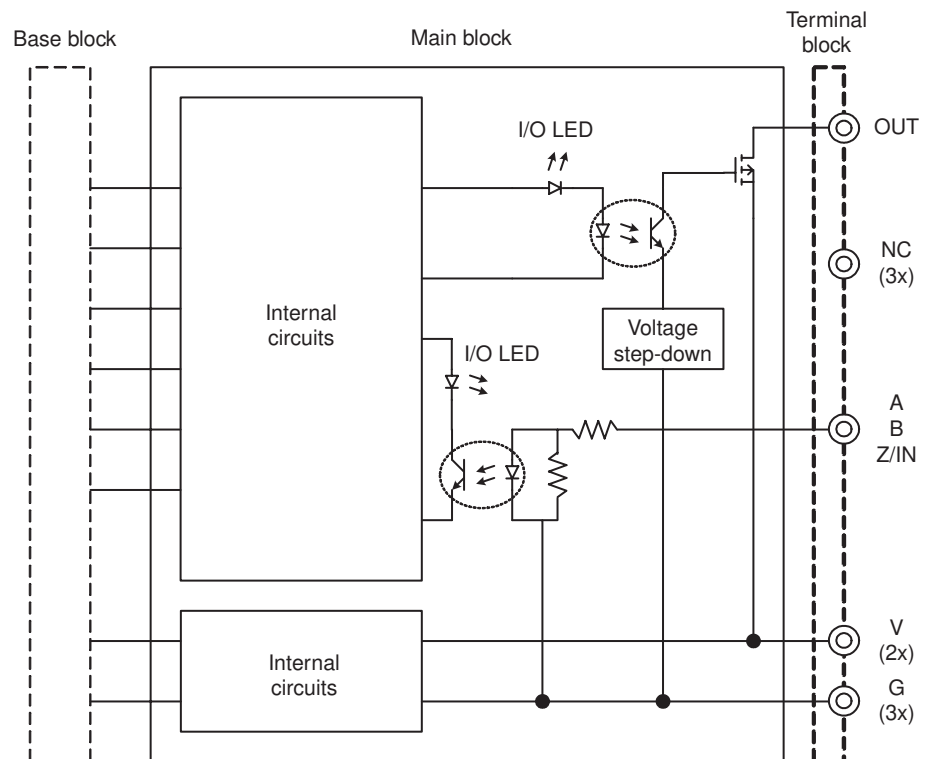 Base block
Main block
Terminal
block
I/O LED
OUT
NC
(3x)
Internal
circuits
Voltage
step-down
I/O LED
A
B
Z/IN
V
(2x)
Internal
circuits
G
(3x)